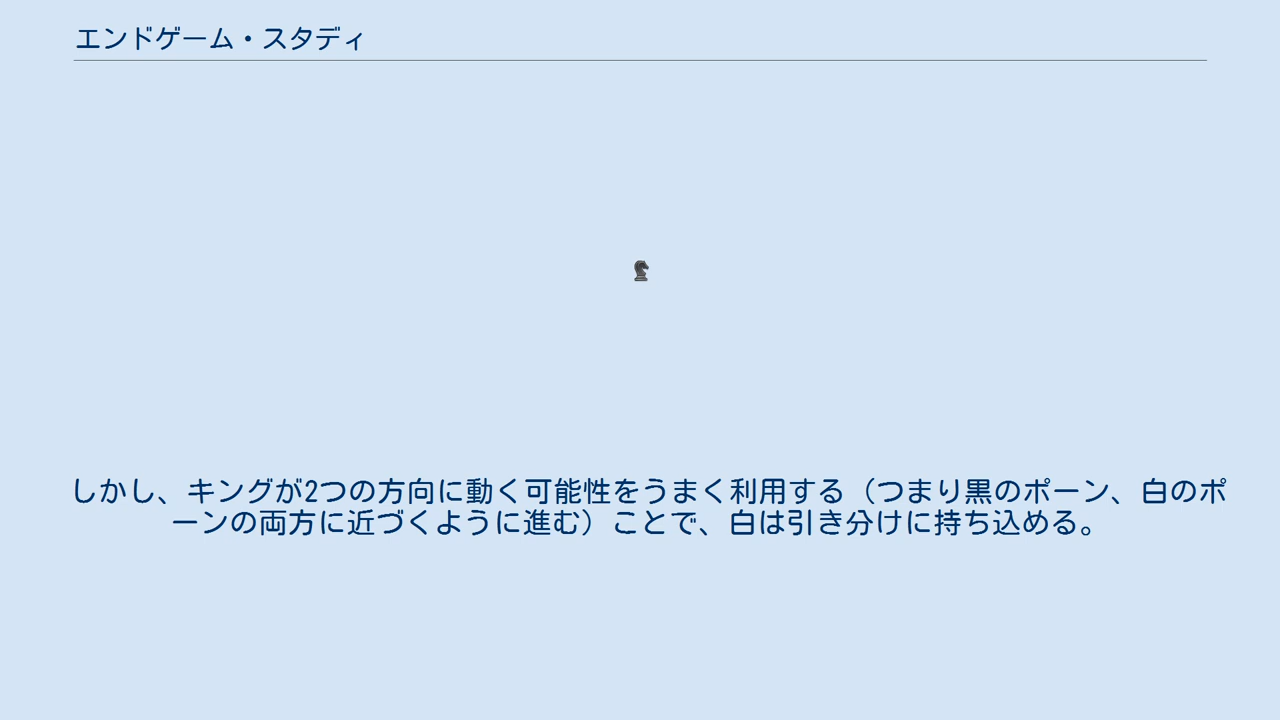 エンドゲーム・スタディ
しかし、キングが2つの方向に動く可能性をうまく利用する（つまり黒のポーン、白のポ
ーンの両方に近づくように進む）ことで、白は引き分けに持ち込める。